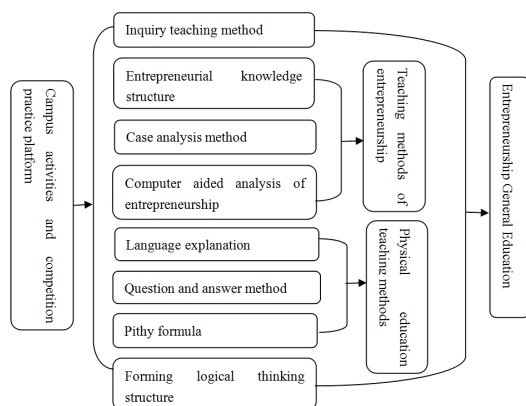 Campus activities and competition
practice platform
Inquiry teaching method
Entrepreneurial knowledge
structure
Case analysis method
Computer aided analysis of
entrepreneurship
Language explanation
Question and answer method
Pithy formula
Forming logical thinking
structure
Teaching methods of
entrepreneurship
Physical education
teaching methods
Entrepreneurship General Education